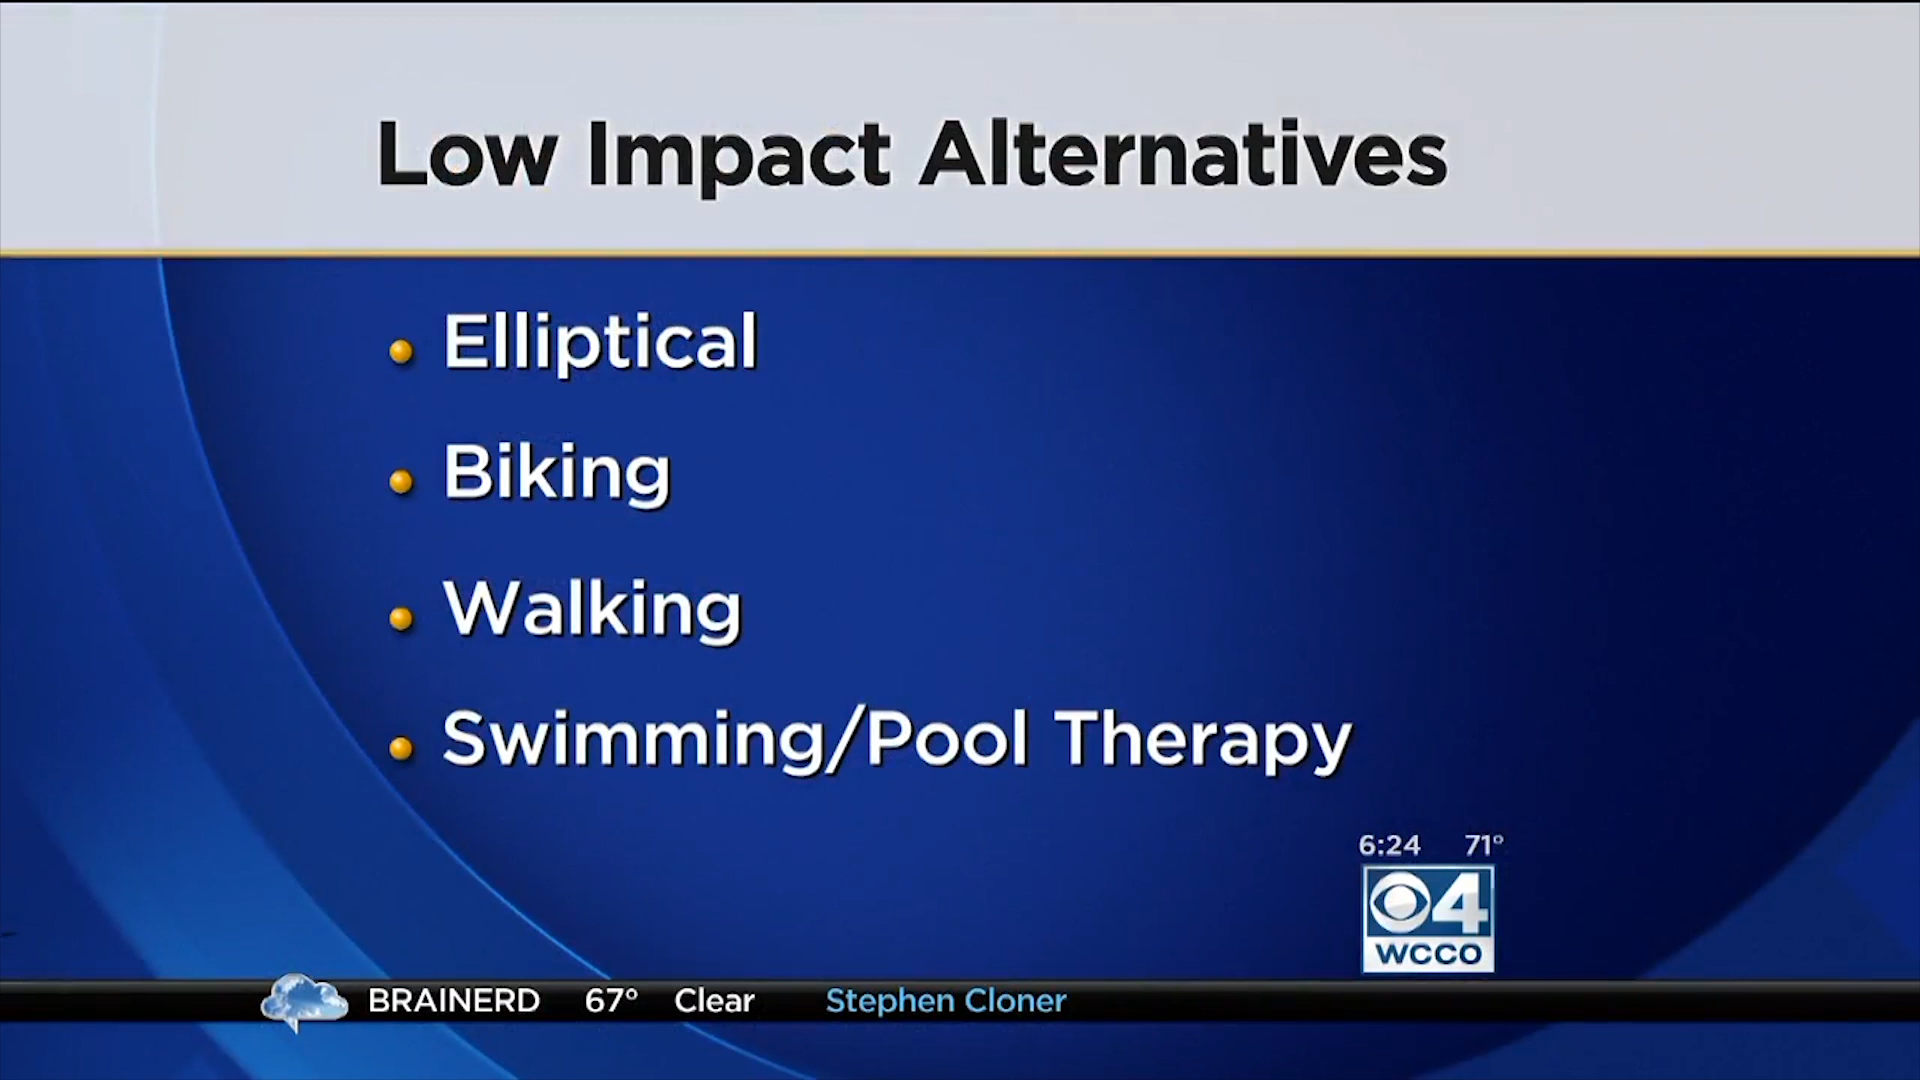 Low Impact Alternatives
Elliptical
Biking
Walking
Swimming/Pool Therapy
6:24 71°
4
WCCO
BRAINERD 67° Clear Stephen Cloner